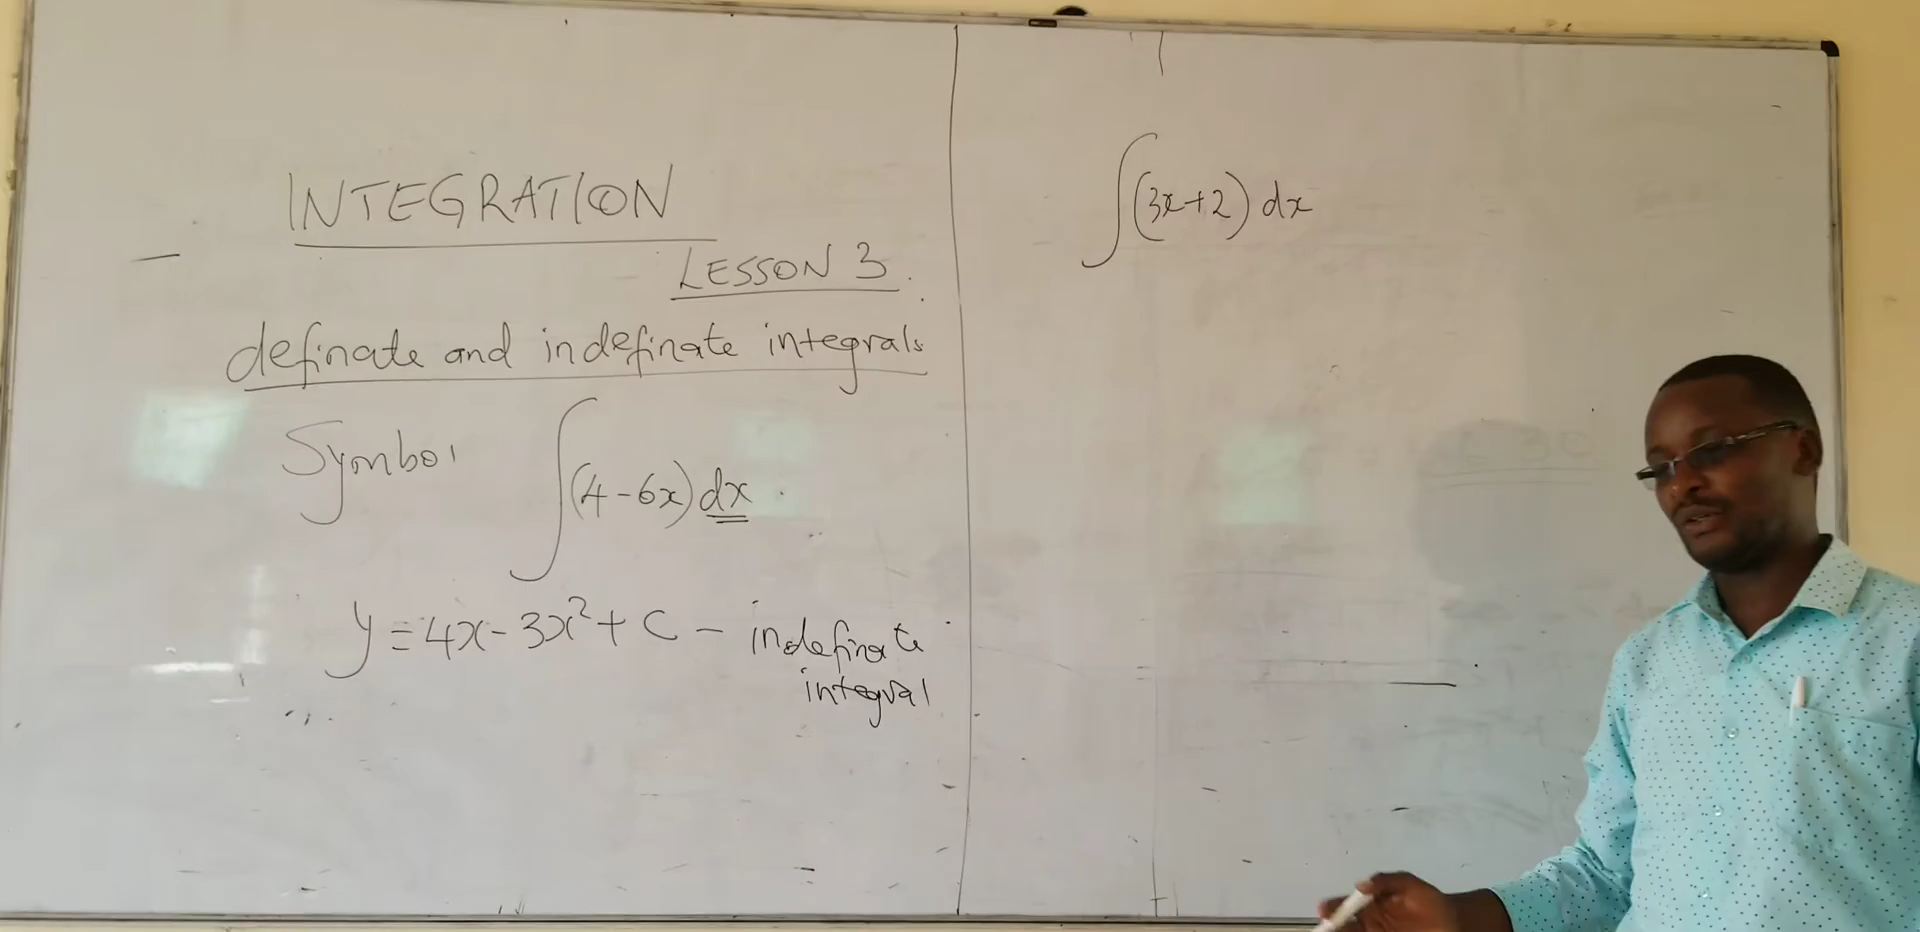 INTEGRATION
LESSON 3.
definate and indefinate integrals
Symbol ∫(4-6x)dx
y = 4x - 3x² + C - indefinate
integral
∫(3x+2) dx